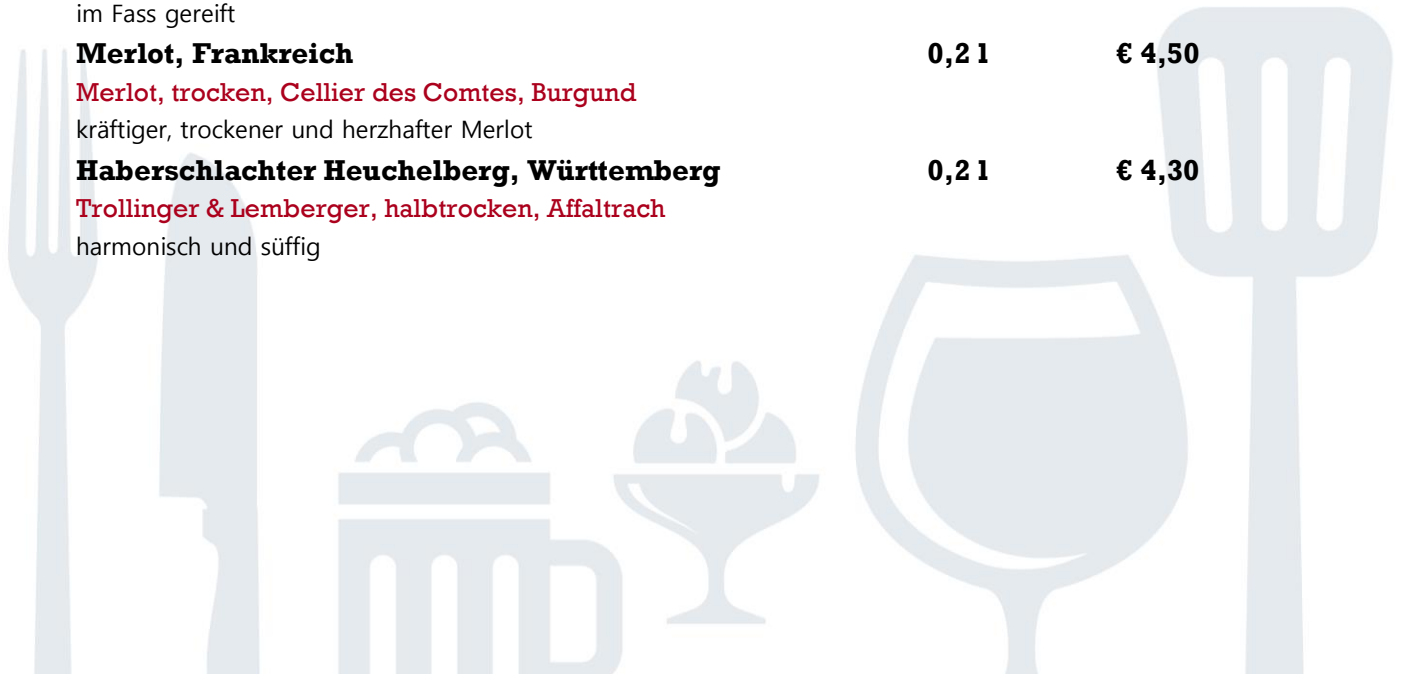 im Fass gereift
Merlot, Frankreich 0,2 l € 4,50
Merlot, trocken, Cellier des Comtes, Burgund
kräftiger, trockener und herzhafter Merlot
Haberschlachter Heuchelberg, Württemberg 0,2 l € 4,30
Trollinger & Lemberger, halbtrocken, Affaltrach
harmonisch und süffig